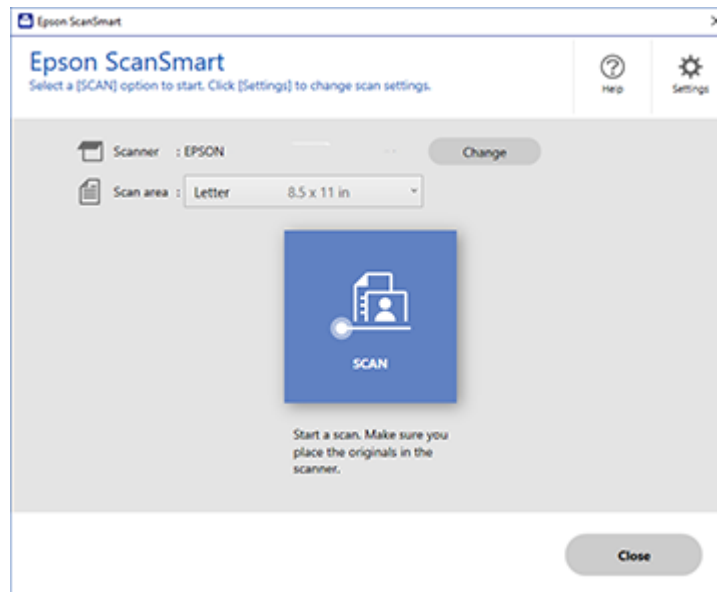 Epson ScanSmart
Epson ScanSmart
Select a [SCAN] option to start. Click [Settings] to change scan settings.
Help
Settings
Scanner : EPSON
Change
Scan area : Letter 8.5 x 11 in
SCAN
Start a scan. Make sure you
place the originals in the
scanner.
Close